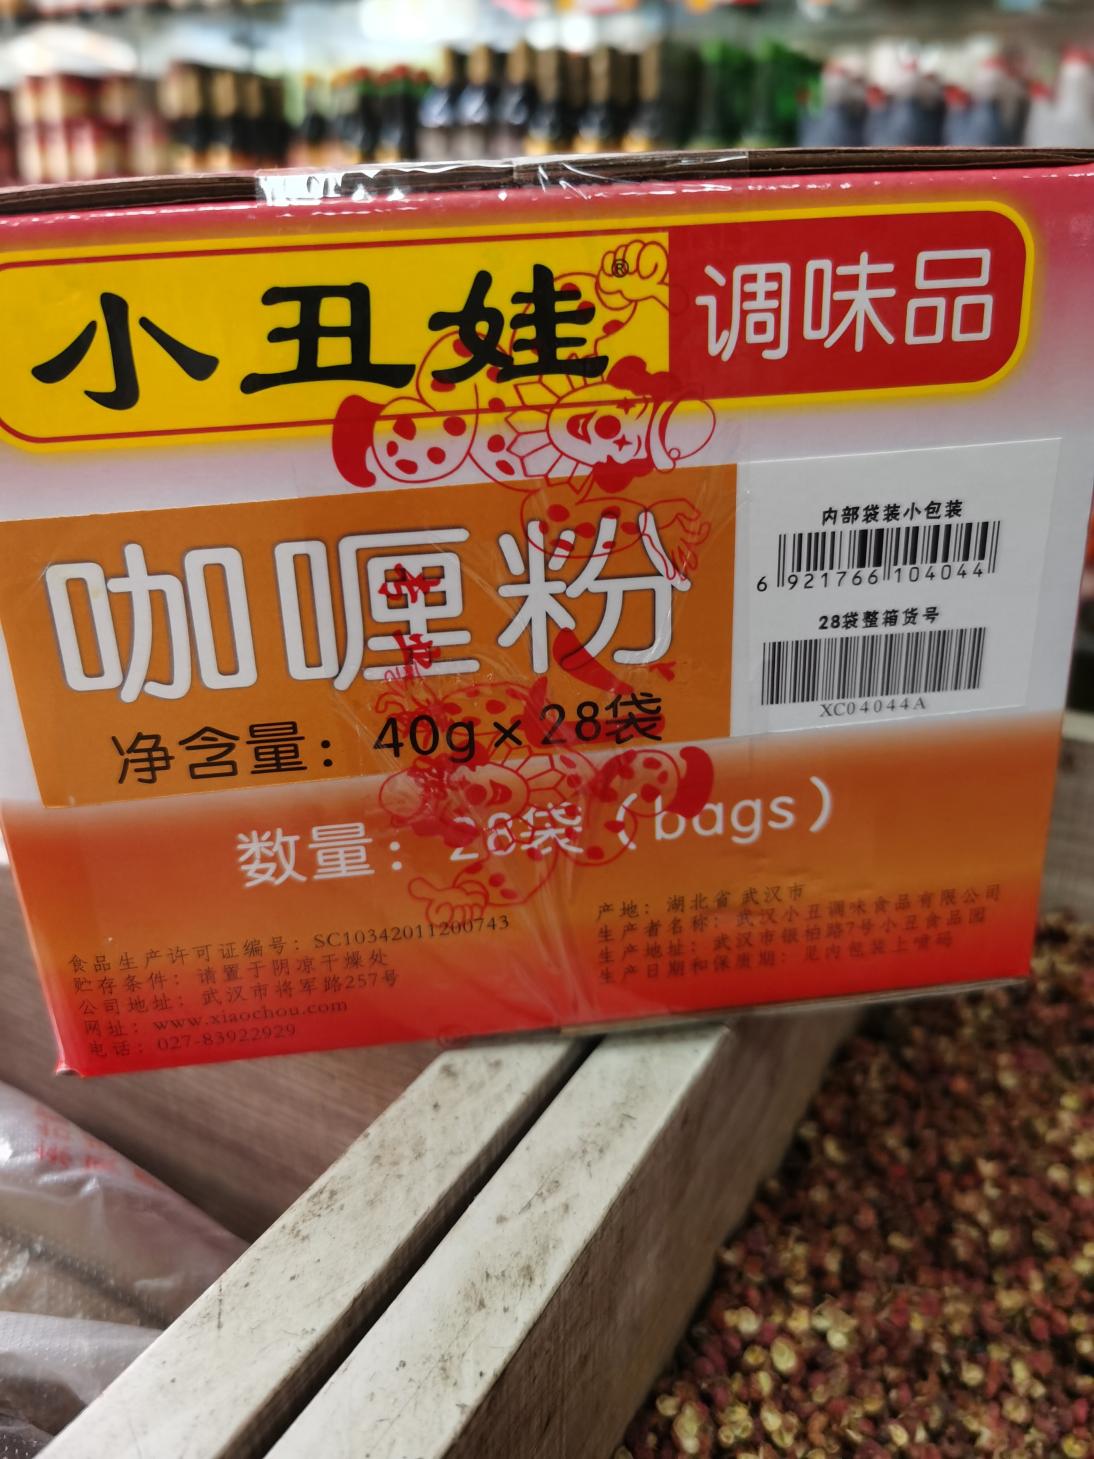 小丑娃® 调味品
咖喱粉
净含量：40g×28袋
数量：28袋（bags）
内部袋装小包装
6 921766 104044
28袋整箱货号
XC04044A
食品生产许可证编号：SC10342011200743
贮存条件：请置于阴凉干燥处
公司地址：武汉市将军路257号
网址：www.xiaochou.com
电话：027-83922929
产地：湖北省 武汉市
生产者名称：武汉小丑调味食品有限公司
生产地址：武汉市银柏路7号小丑食品园
生产日期和保质期：见内包装上喷码